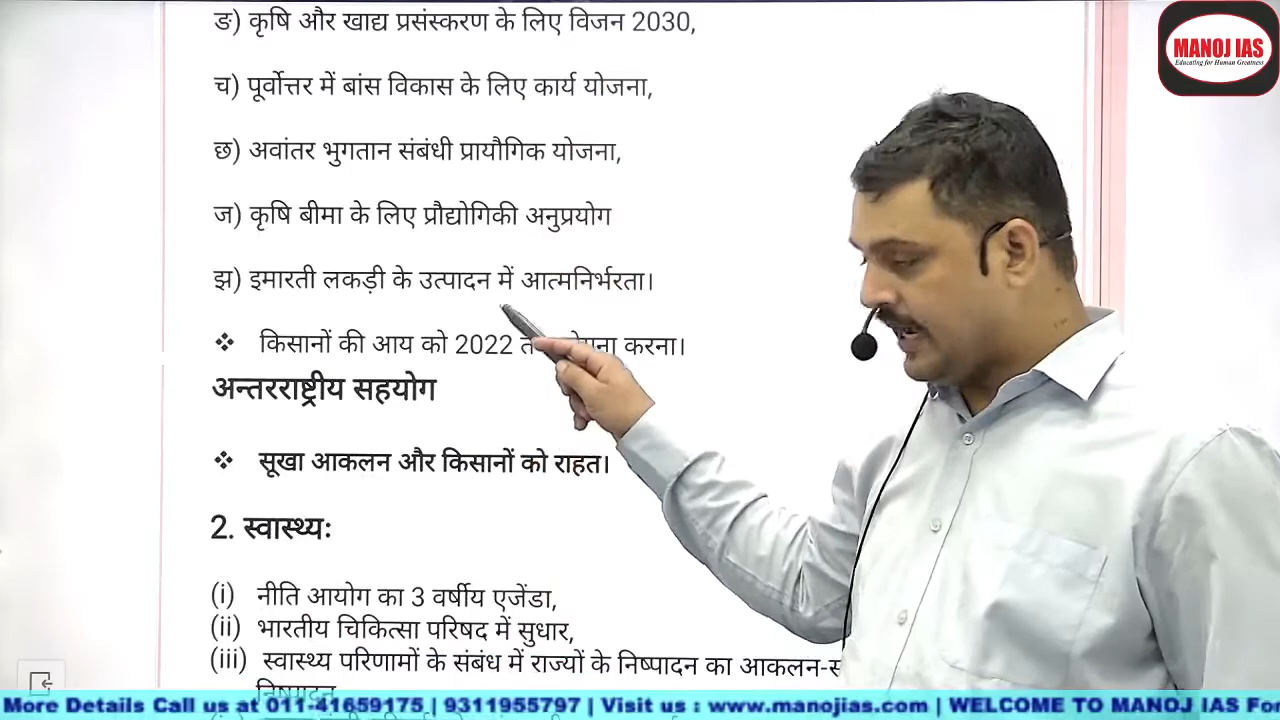 ङ) कृषि और खाद्य प्रसंस्करण के लिए विजन 2030,
MANOJ IAS
Educating for Human Greatness
च) पूर्वोत्तर में बांस विकास के लिए कार्य योजना,
छ) अवांतर भुगतान संबंधी प्रायौगिक योजना,
ज) कृषि बीमा के लिए प्रौद्योगिकी अनुप्रयोग
झ) इमारती लकड़ी के उत्पादन में आत्मनिर्भरता।
❖ किसानों की आय को 2022 करना।
अन्तरराष्ट्रीय सहयोग
❖ सूखा आकलन और किसानों को राहत।
2. स्वास्थ्यः
(i) नीति आयोग का 3 वर्षीय एजेंडा,
(ii) भारतीय चिकित्सा परिषद में सुधार,
(iii) स्वास्थ्य परिणामों के संबंध में राज्यों के निष्पादन का आकलन-
निष्पादन
More Details Call us at 011-41659175 | 9311955797 | Visit us : www.manojias.com | WELCOME TO MANOJ IAS For